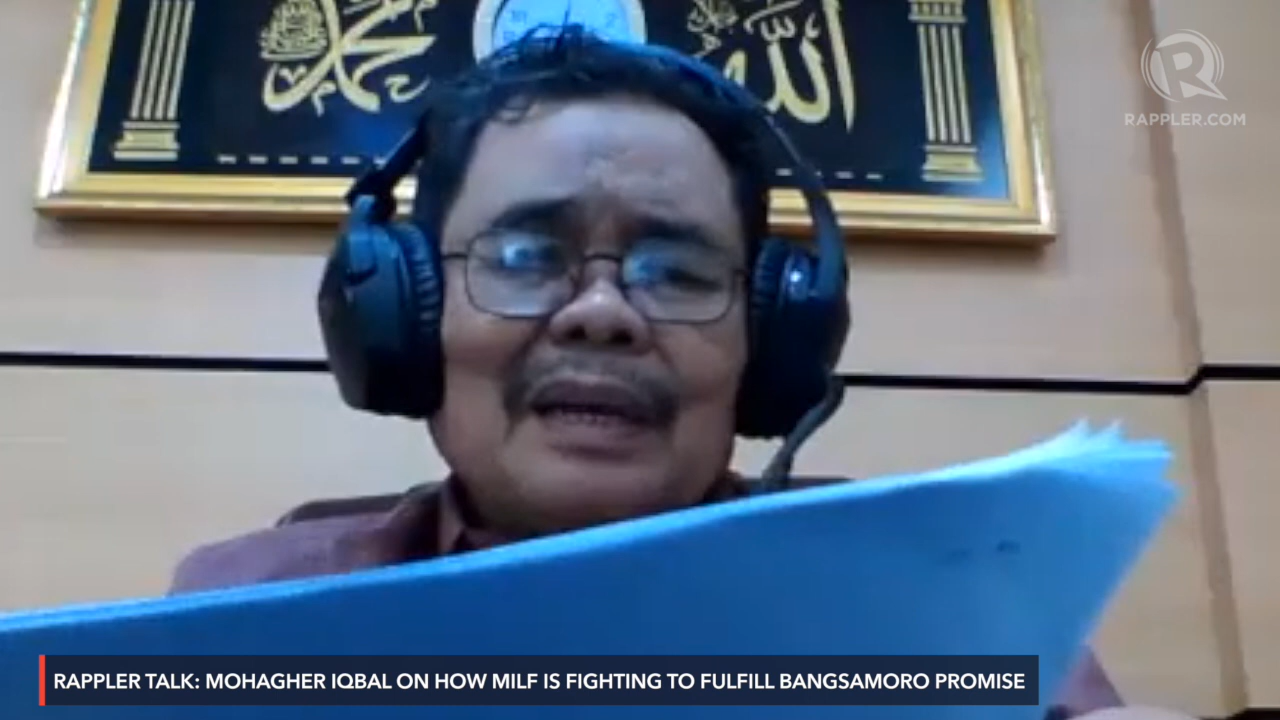 محمد
الله
RAPPLER.COM
RAPPLER TALK: MOHAGHER IQBAL ON HOW MILF IS FIGHTING TO FULFILL BANGSAMORO PROMISE